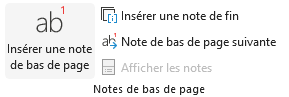 ab1
Insérer une note
de bas de page
Insérer une note de fin
ab1
Note de bas de page suivante
Afficher les notes
Notes de bas de page